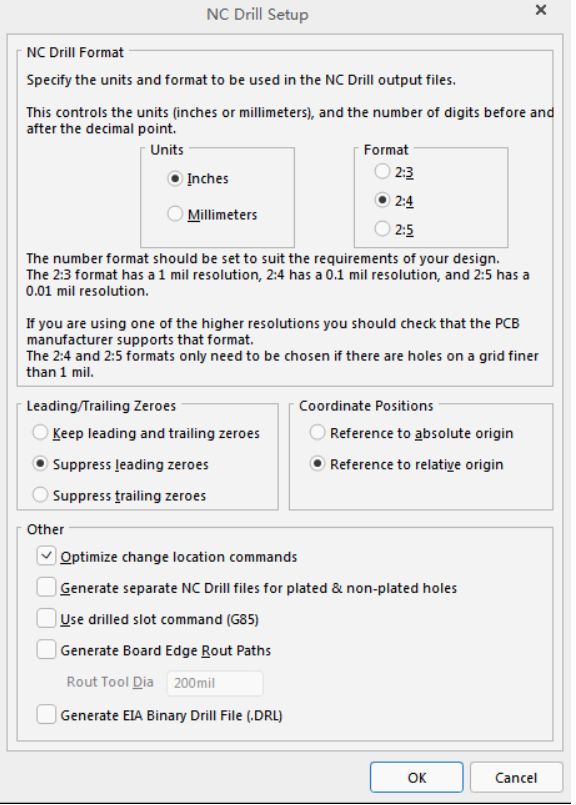 NC Drill Setup
NC Drill Format
Specify the units and format to be used in the NC Drill output files.
This controls the units (inches or millimeters), and the number of digits before and
after the decimal point.
Units
Inches
Millimeters
Format
2:3
2:4
2:5
The number format should be set to suit the requirements of your design.
The 2:3 format has a 1 mil resolution, 2:4 has a 0.1 mil resolution, and 2:5 has a
0.01 mil resolution.
If you are using one of the higher resolutions you should check that the PCB
manufacturer supports that format.
The 2:4 and 2:5 formats only need to be chosen if there are holes on a grid finer
than 1 mil.
Leading/Trailing Zeroes
Keep leading and trailing zeroes
Suppress leading zeroes
Suppress trailing zeroes
Coordinate Positions
Reference to absolute origin
Reference to relative origin
Other
Optimize change location commands
Generate separate NC Drill files for plated & non-plated holes
Use drilled slot command (G85)
Generate Board Edge Rout Paths
Rout Tool Dia 200mil
Generate EIA Binary Drill File (.DRL)
OK Cancel